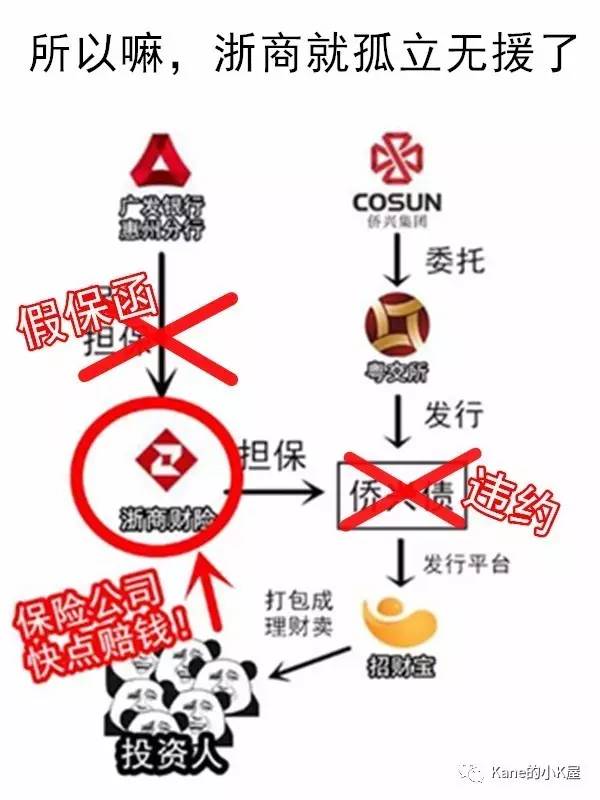 所以嘛，浙商就孤立无援了
广发银行
惠州分行
COSUN
侨兴集团
委托
粤交所
假保函
担保
发行
浙商财险
担保
侨兴债
违约
发行平台
保险公司
快点赔钱！
打包成
理财卖
招财宝
投资人
Kane的小K屋